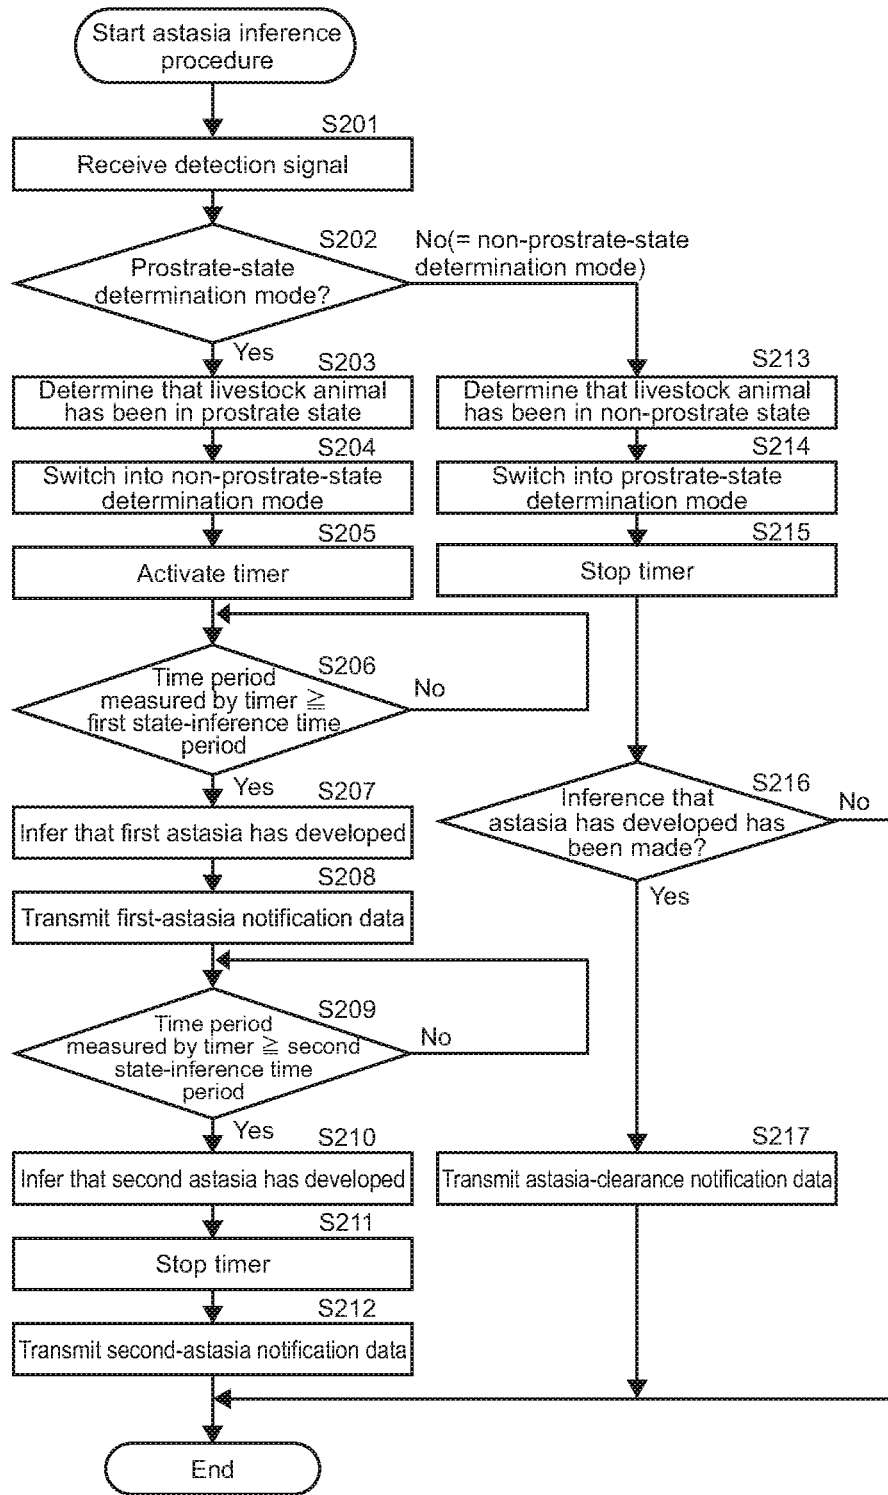 Start astasia inference
procedure
S201
Receive detection signal
S202
Prostrate-state
determination mode?
No(= non-prostrate-state
determination mode)
Yes
S203
Determine that livestock animal
has been in prostrate state
S204
Switch into non-prostrate-state
determination mode
S205
Activate timer
S206
Time period
measured by timer ≧
first state-inference time
period
No
Yes
S207
Infer that first astasia has developed
S208
Transmit first-astasia notification data
S209
Time period
measured by timer ≧ second
state-inference time
period
No
Yes
S210
Infer that second astasia has developed
S211
Stop timer
S212
Transmit second-astasia notification data
S213
Determine that livestock animal
has been in non-prostrate state
S214
Switch into prostrate-state
determination mode
S215
Stop timer
S216
Inference that
astasia has developed has
been made?
No
Yes
S217
Transmit astasia-clearance notification data
End